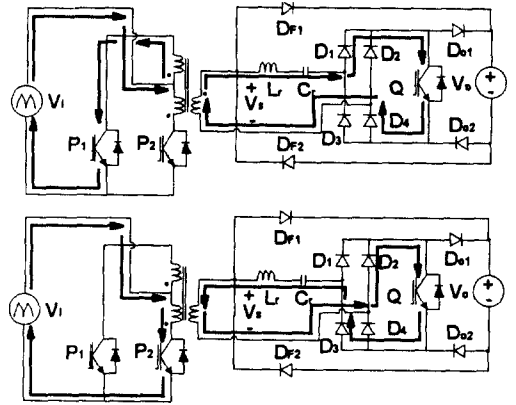 DF1
D1
D2
Do1
Vi
Lr
Cr
Q
Vo
+
Vs
-
P1
P2
D3
D4
Do2
DF2
DF1
D1
D2
Do1
Vi
Lr
Cr
Q
Vo
+
Vs
-
P1
P2
D3
D4
Do2
DF2